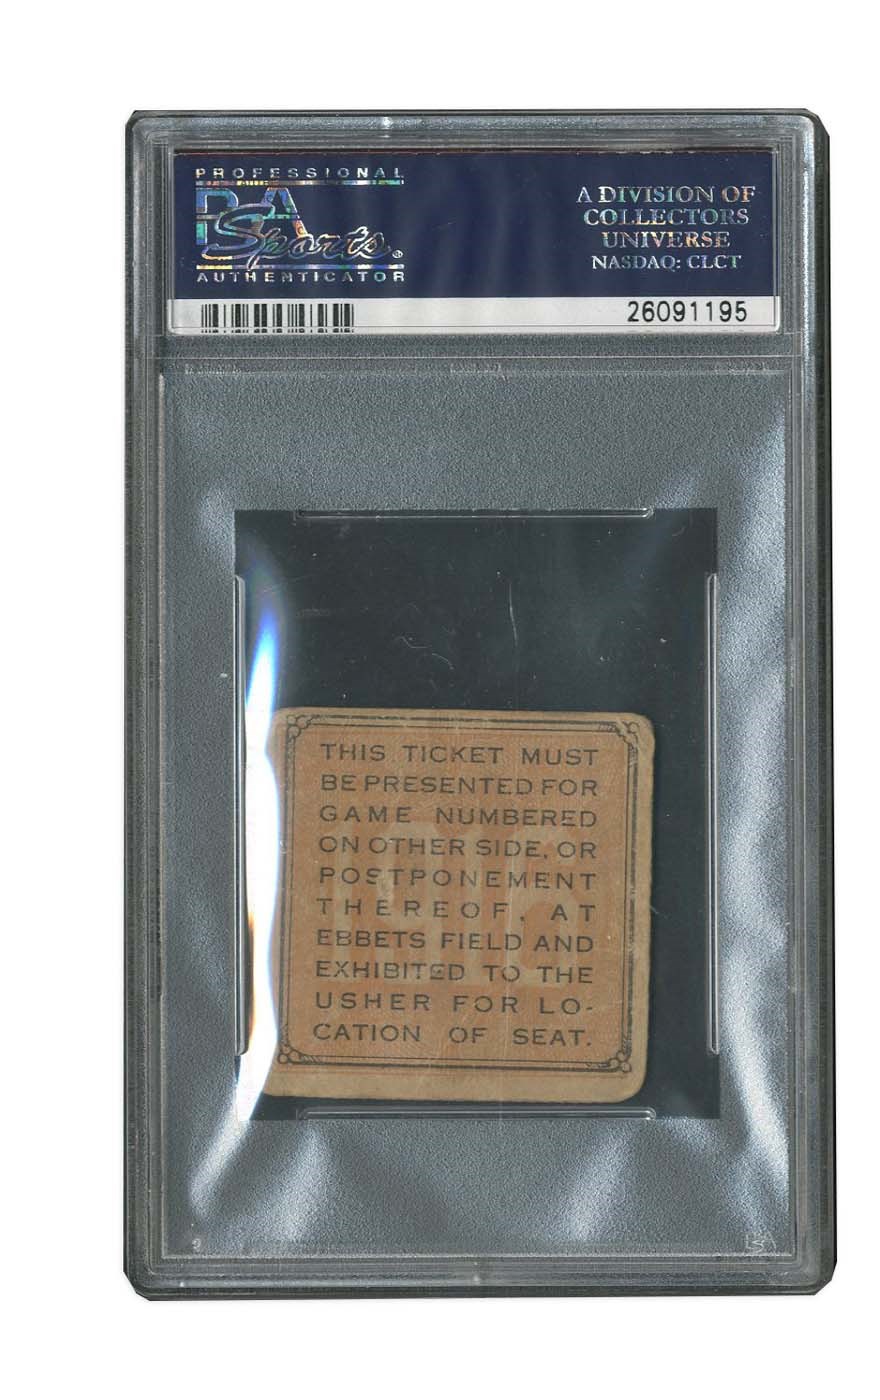 PROFESSIONAL
PSA
Sports®
AUTHENTICATOR
A DIVISION OF
COLLECTORS
UNIVERSE
NASDAQ: CLCT
26091195
THIS TICKET MUST
BE PRESENTED FOR
GAME NUMBERED
ON OTHER SIDE, OR
POSTPONEMENT
THEREOF, AT
EBBETS FIELD AND
EXHIBITED TO THE
USHER FOR LO-
CATION OF SEAT.
PSA